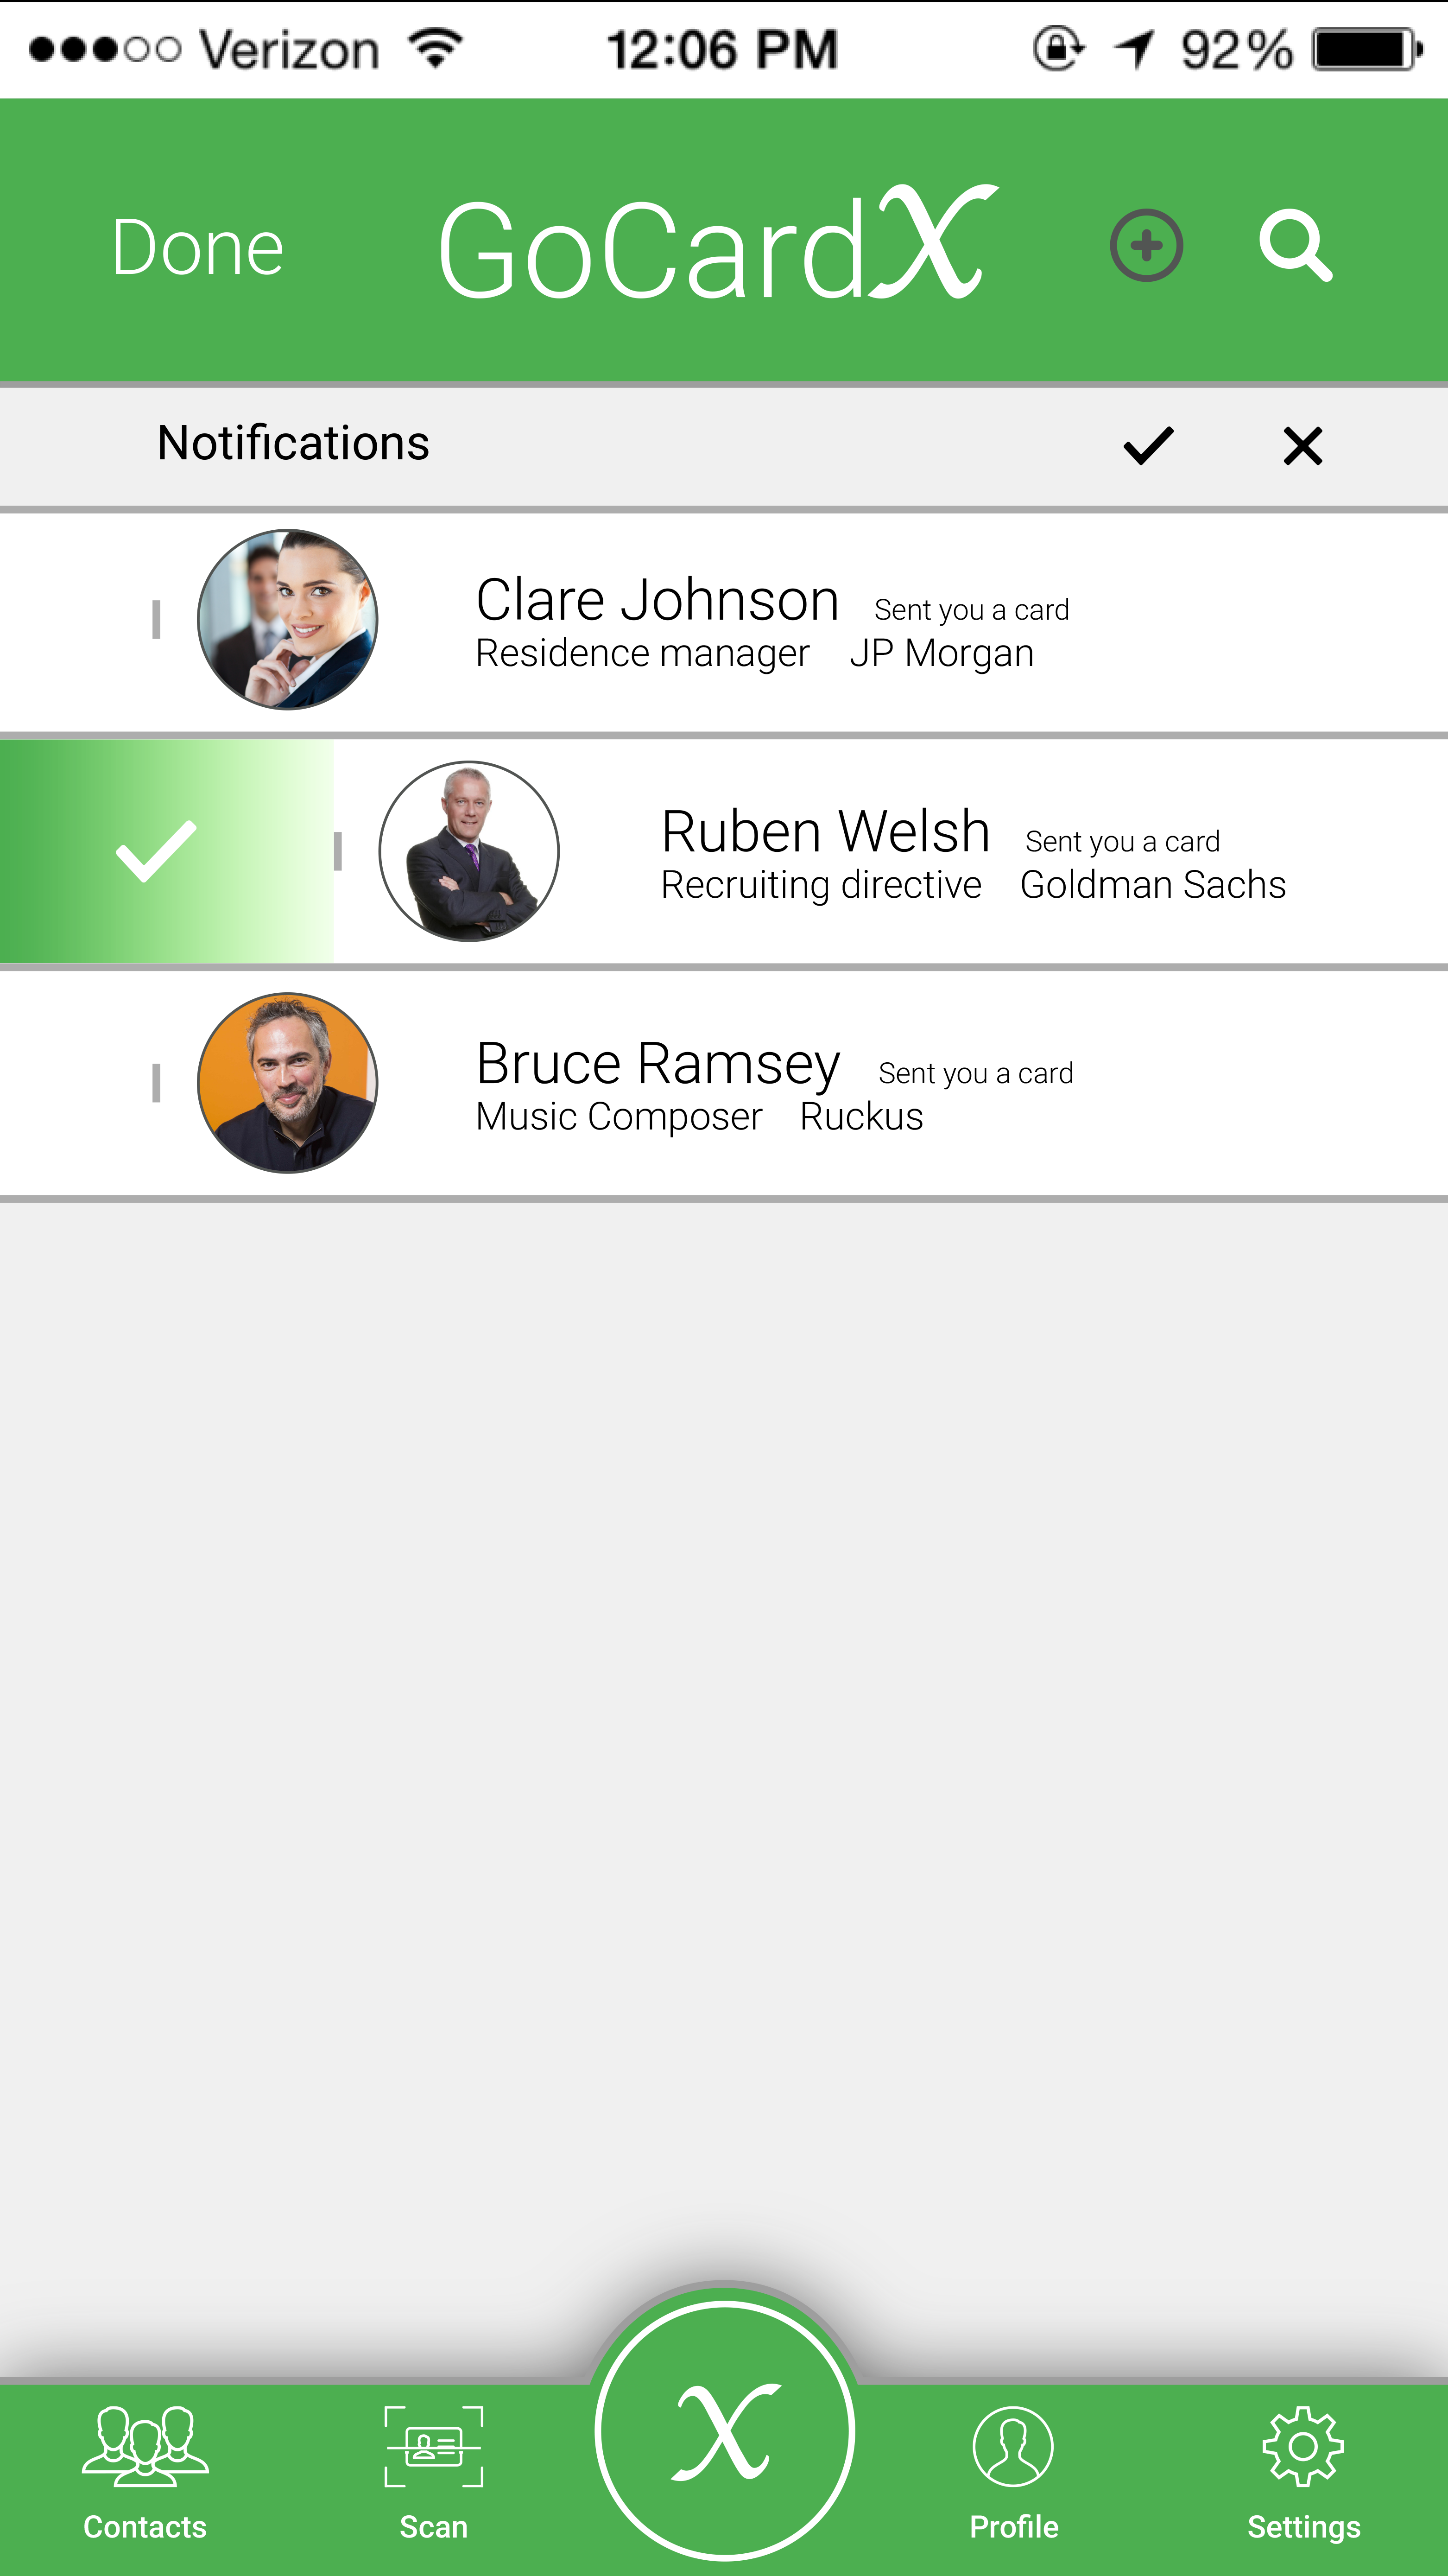 Verizon 12:06 PM 92%
Done GoCardX
Notifications
Clare Johnson Sent you a card
Residence manager JP Morgan
Ruben Welsh Sent you a card
Recruiting directive Goldman Sachs
Bruce Ramsey Sent you a card
Music Composer Ruckus
X
Contacts Scan Profile Settings